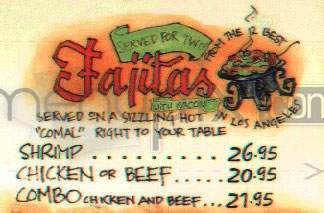 SERVED FOR TWO
FROM THE 12 BEST
Fajitas
WITH BACON
IN LOS ANGELES
SERVED ON A SIZZLING HOT
"COMAL" RIGHT TO YOUR TABLE
SHRIMP .......... 26.95
CHICKEN OR BEEF ..... 20.95
COMBO CHICKEN AND BEEF... 21.95